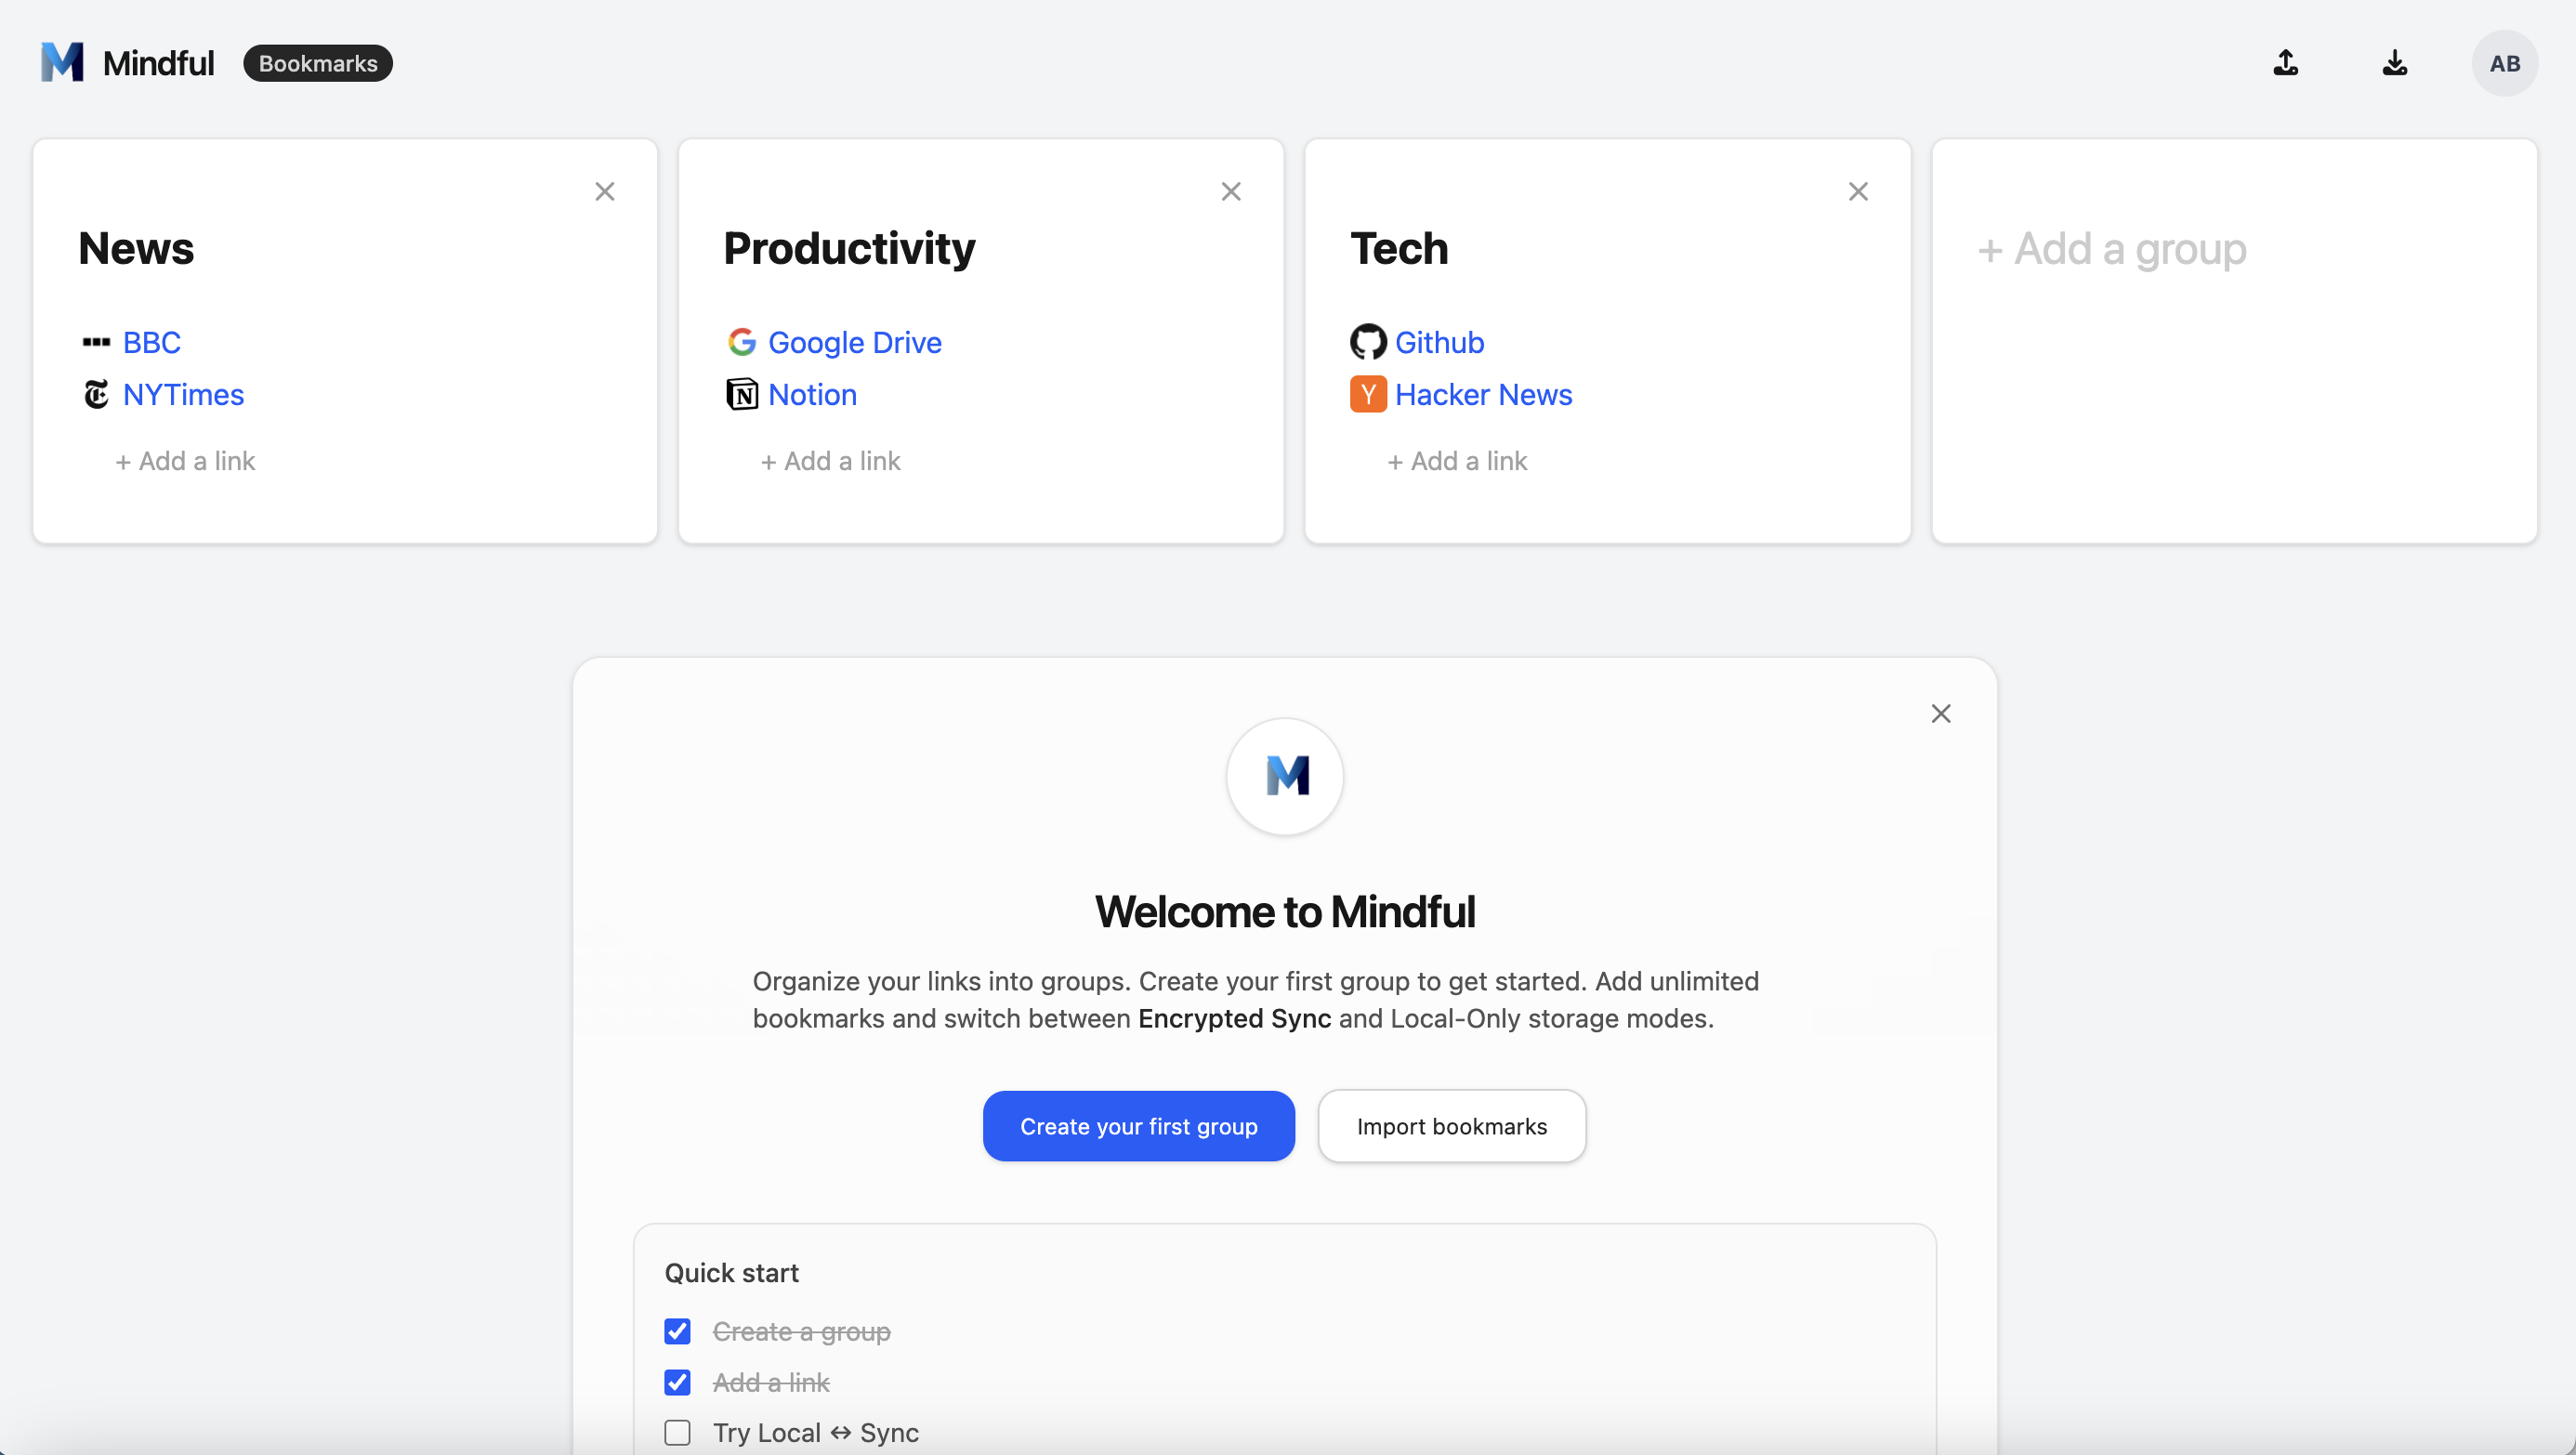 Mindful Bookmarks AB
News
BBC
NYTimes
+ Add a link
Productivity
Google Drive
Notion
+ Add a link
Tech
Github
Hacker News
+ Add a link
+ Add a group
Welcome to Mindful
Organize your links into groups. Create your first group to get started. Add unlimited
bookmarks and switch between Encrypted Sync and Local-Only storage modes.
Create your first group Import bookmarks
Quick start
Create a group
Add a link
Try Local ↔ Sync